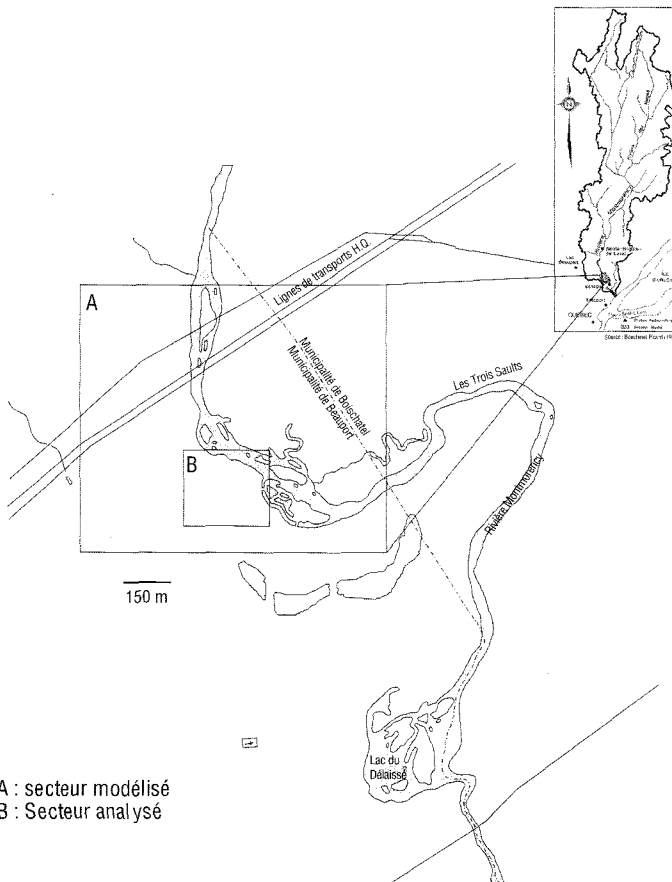 N
QUÉBEC
Lignes de transports H.Q.
A
Municipalité de Boischatel
Municipalité de Beauport
Les Trois Saults
B
Rivière Montmorency
150 m
Lac du
Délaissé
A : secteur modélisé
B : Secteur analysé